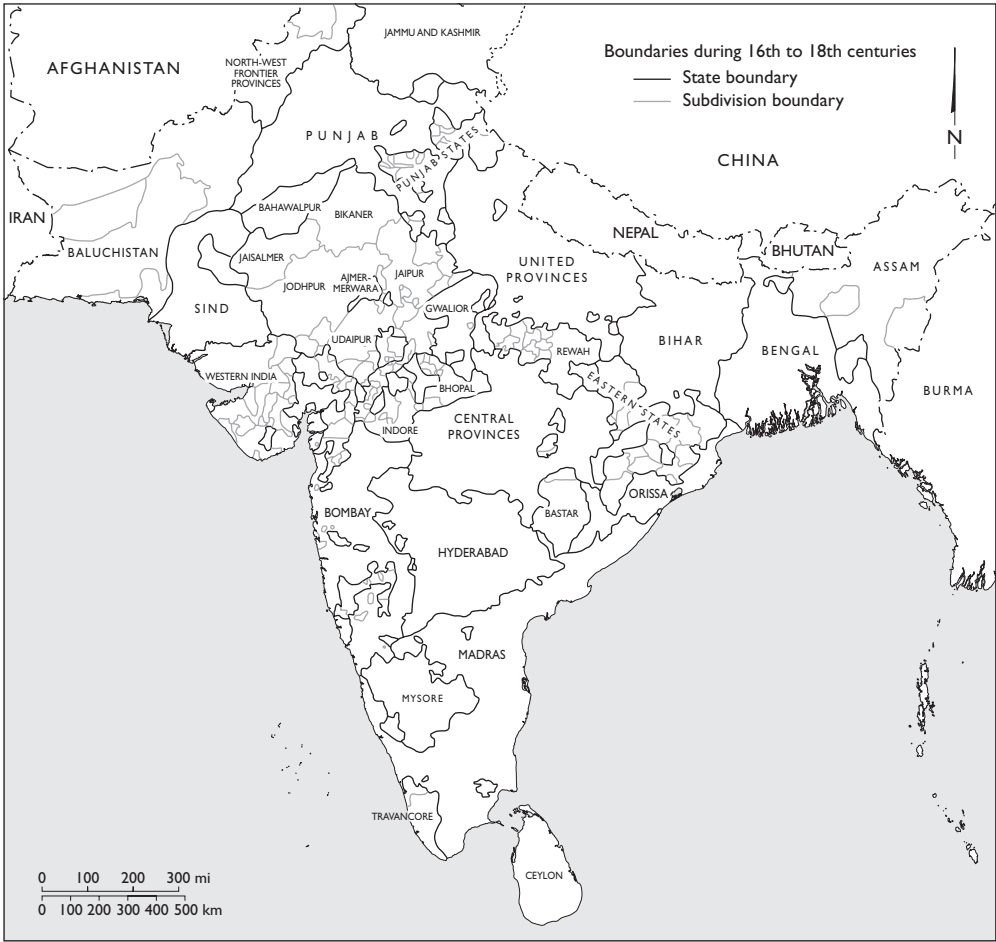 JAMMU AND KASHMIR
Boundaries during 16th to 18th centuries
State boundary
Subdivision boundary
AFGHANISTAN
NORTH-WEST
FRONTIER
PROVINCES
N
PUNJAB
PUNJAB-STATES
CHINA
BAHAWALPUR
BIKANER
IRAN
BALUCHISTAN
NEPAL
BHUTAN
JAISALMER
UNITED
PROVINCES
ASSAM
JODHPUR
AJMER-
MERWARA
JAIPUR
SIND
GWALIOR
UDAIPUR
REWAH
BIHAR
BENGAL
WESTERN INDIA
BHOPAL
EASTERN-STATES
BURMA
INDORE
CENTRAL
PROVINCES
ORISSA
BOMBAY
BASTAR
HYDERABAD
MADRAS
MYSORE
TRAVANCORE
CEYLON
0 100 200 300 mi
0 100 200 300 400 500 km